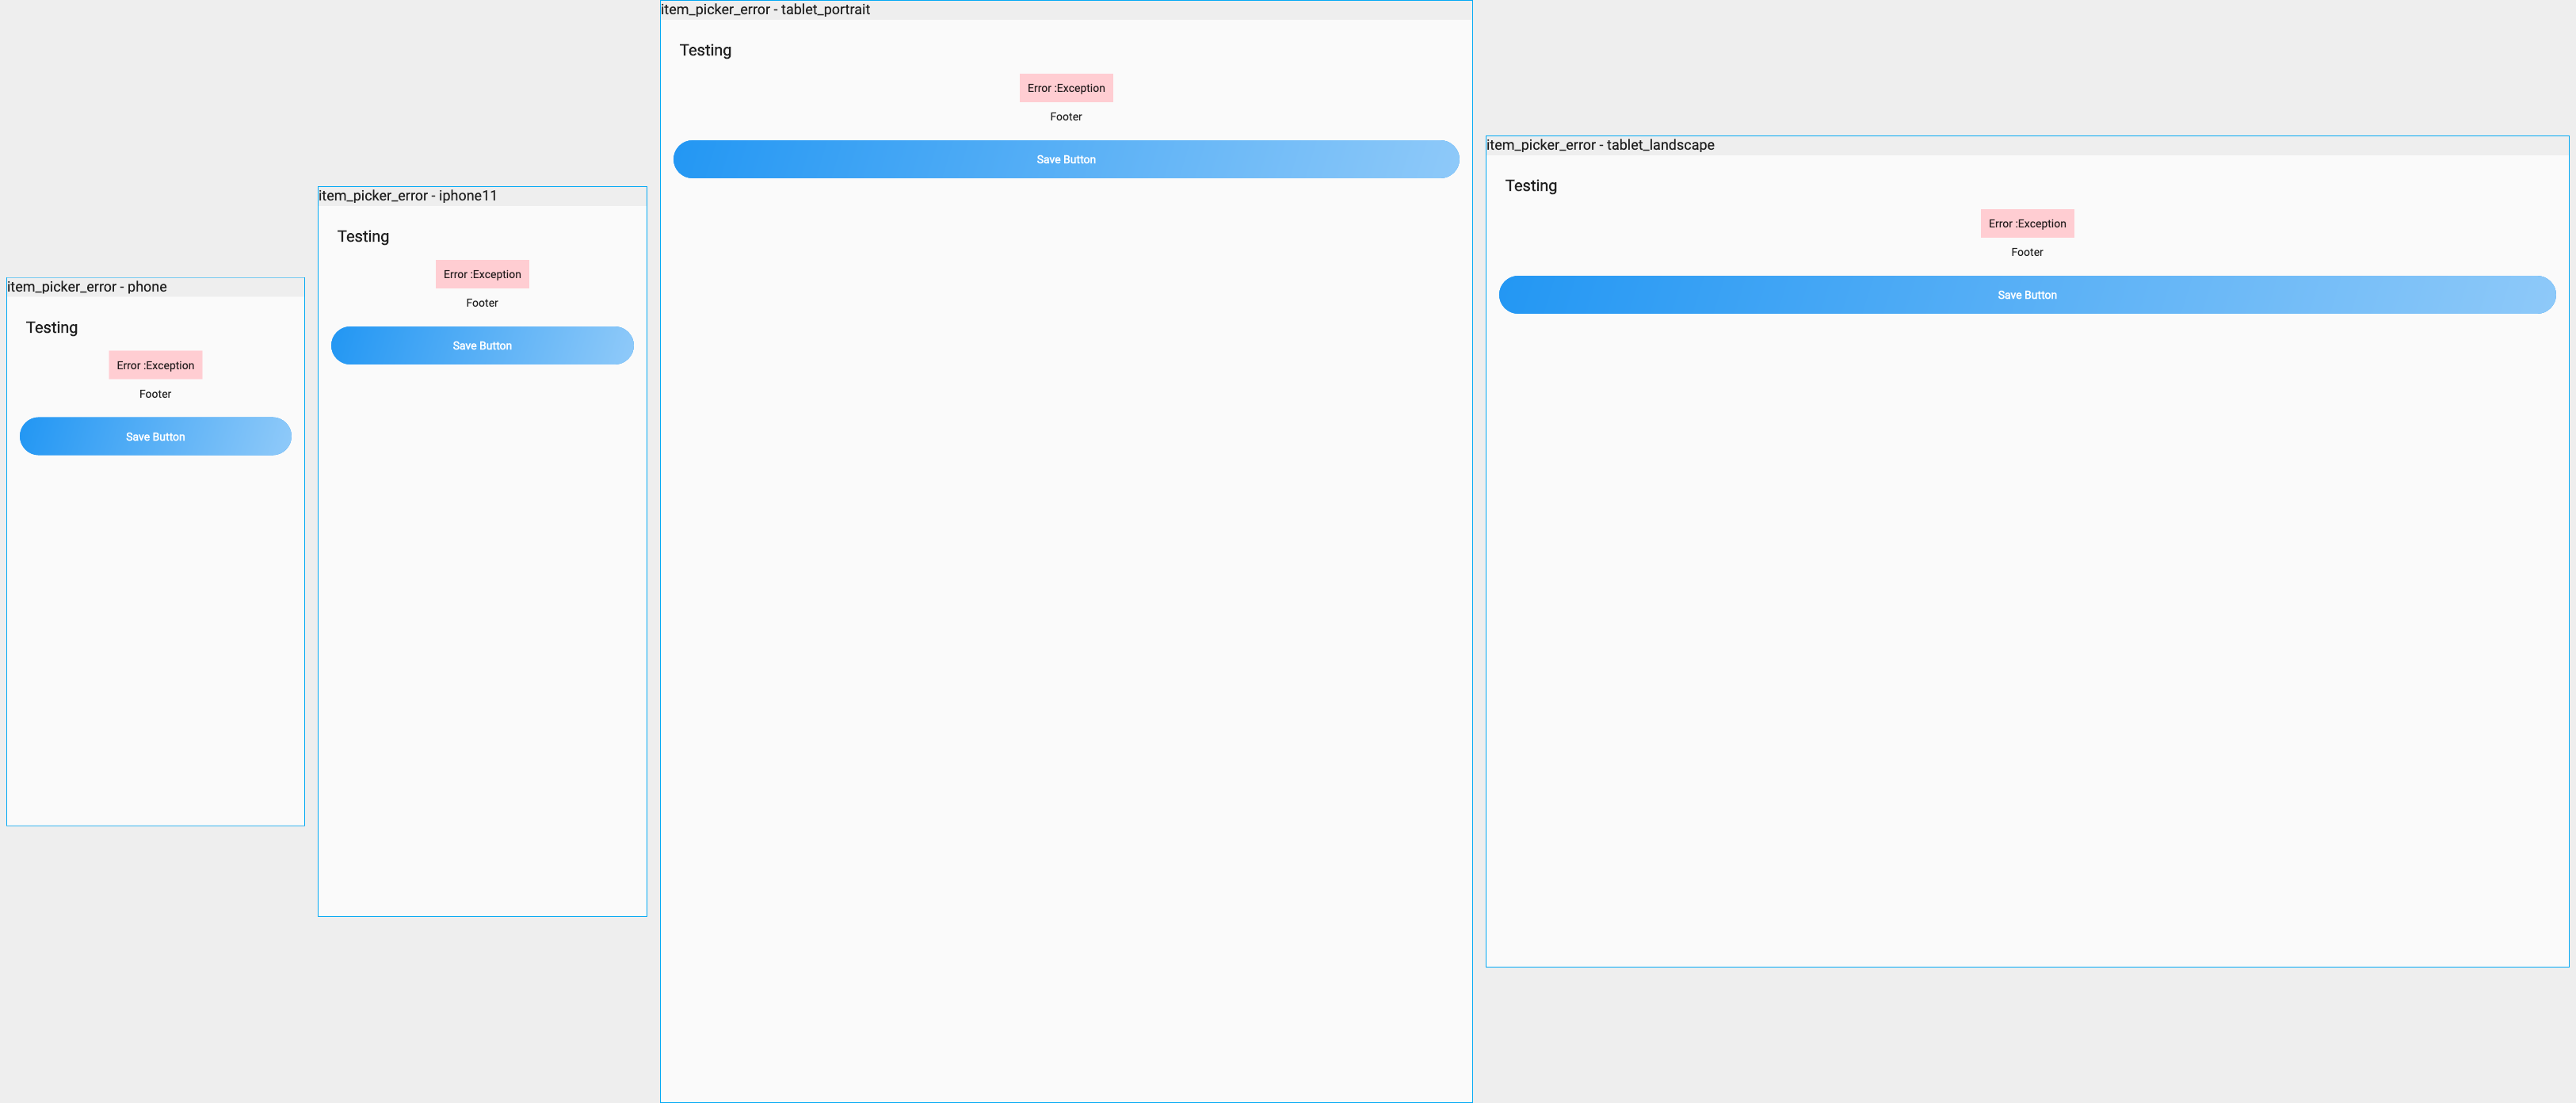 item_picker_error - phone
Testing
Error :Exception
Footer
Save Button
item_picker_error - iphone11
Testing
Error :Exception
Footer
Save Button
item_picker_error - tablet_portrait
Testing
Error :Exception
Footer
Save Button
item_picker_error - tablet_landscape
Testing
Error :Exception
Footer
Save Button